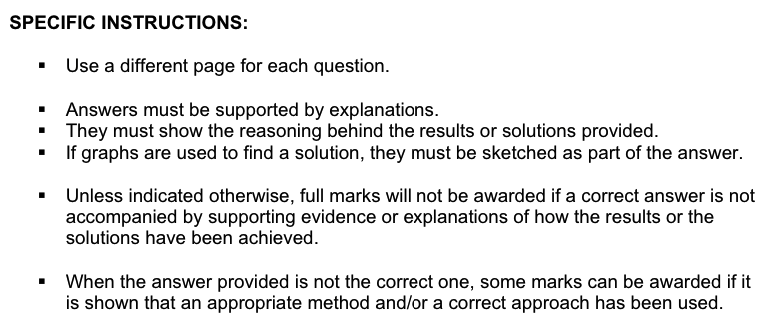 SPECIFIC INSTRUCTIONS:
▪ Use a different page for each question.
▪ Answers must be supported by explanations.
▪ They must show the reasoning behind the results or solutions provided.
▪ If graphs are used to find a solution, they must be sketched as part of the answer.
▪ Unless indicated otherwise, full marks will not be awarded if a correct answer is not
accompanied by supporting evidence or explanations of how the results or the
solutions have been achieved.
▪ When the answer provided is not the correct one, some marks can be awarded if it
is shown that an appropriate method and/or a correct approach has been used.